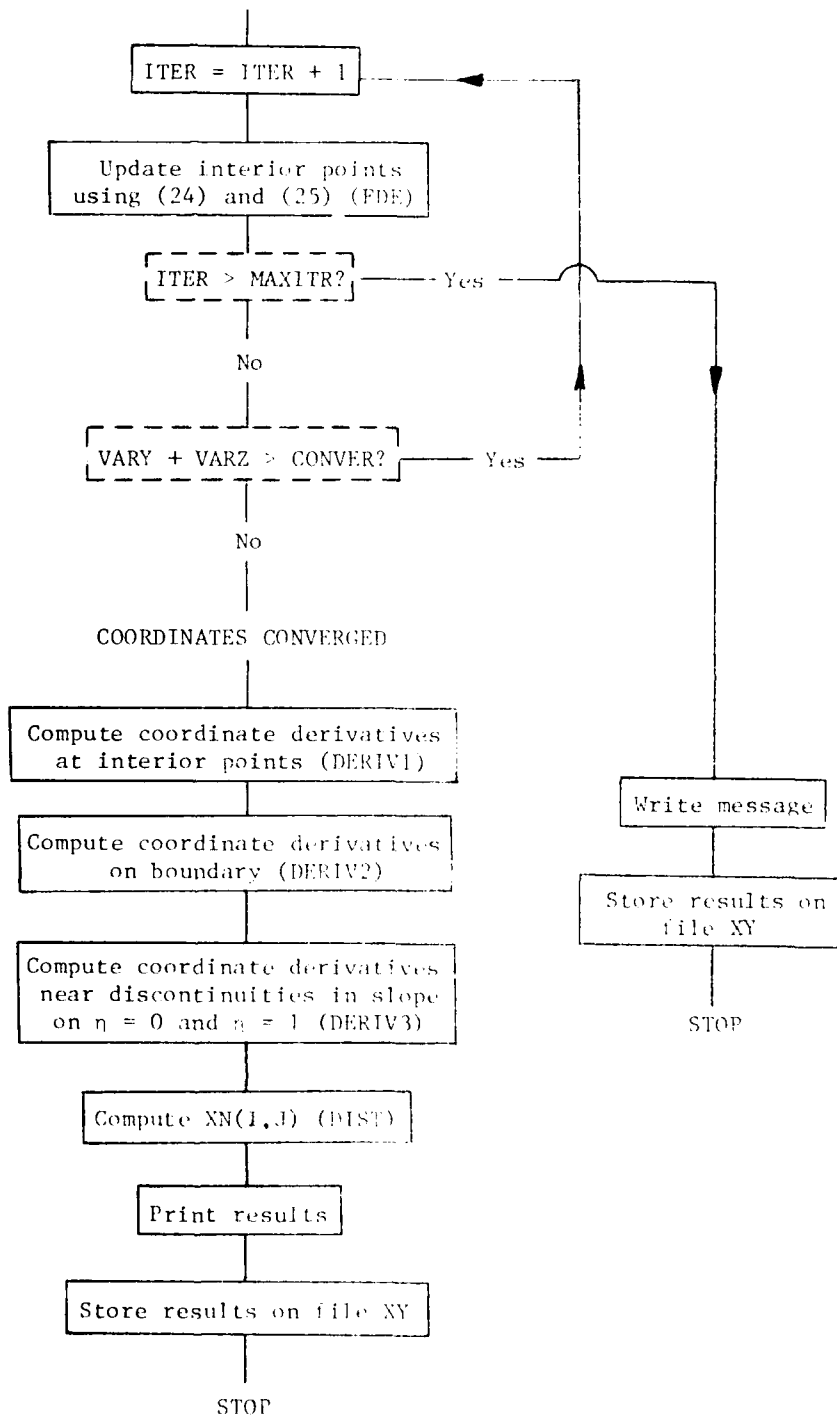 ITER = ITER + 1
Update interior points
using (24) and (25) (FDE)
ITER > MAXITR?
Yes
No
VARY + VARZ > CONVER?
Yes
No
COORDINATES CONVERGED
Compute coordinate derivatives
at interior points (DERIV1)
Compute coordinate derivatives
on boundary (DERIV2)
Compute coordinate derivatives
near discontinuities in slope
on η = 0 and η = 1 (DERIV3)
Compute XN(I,J) (DIST)
Print results
Store results on file XY
STOP
Write message
Store results on
file XY
STOP